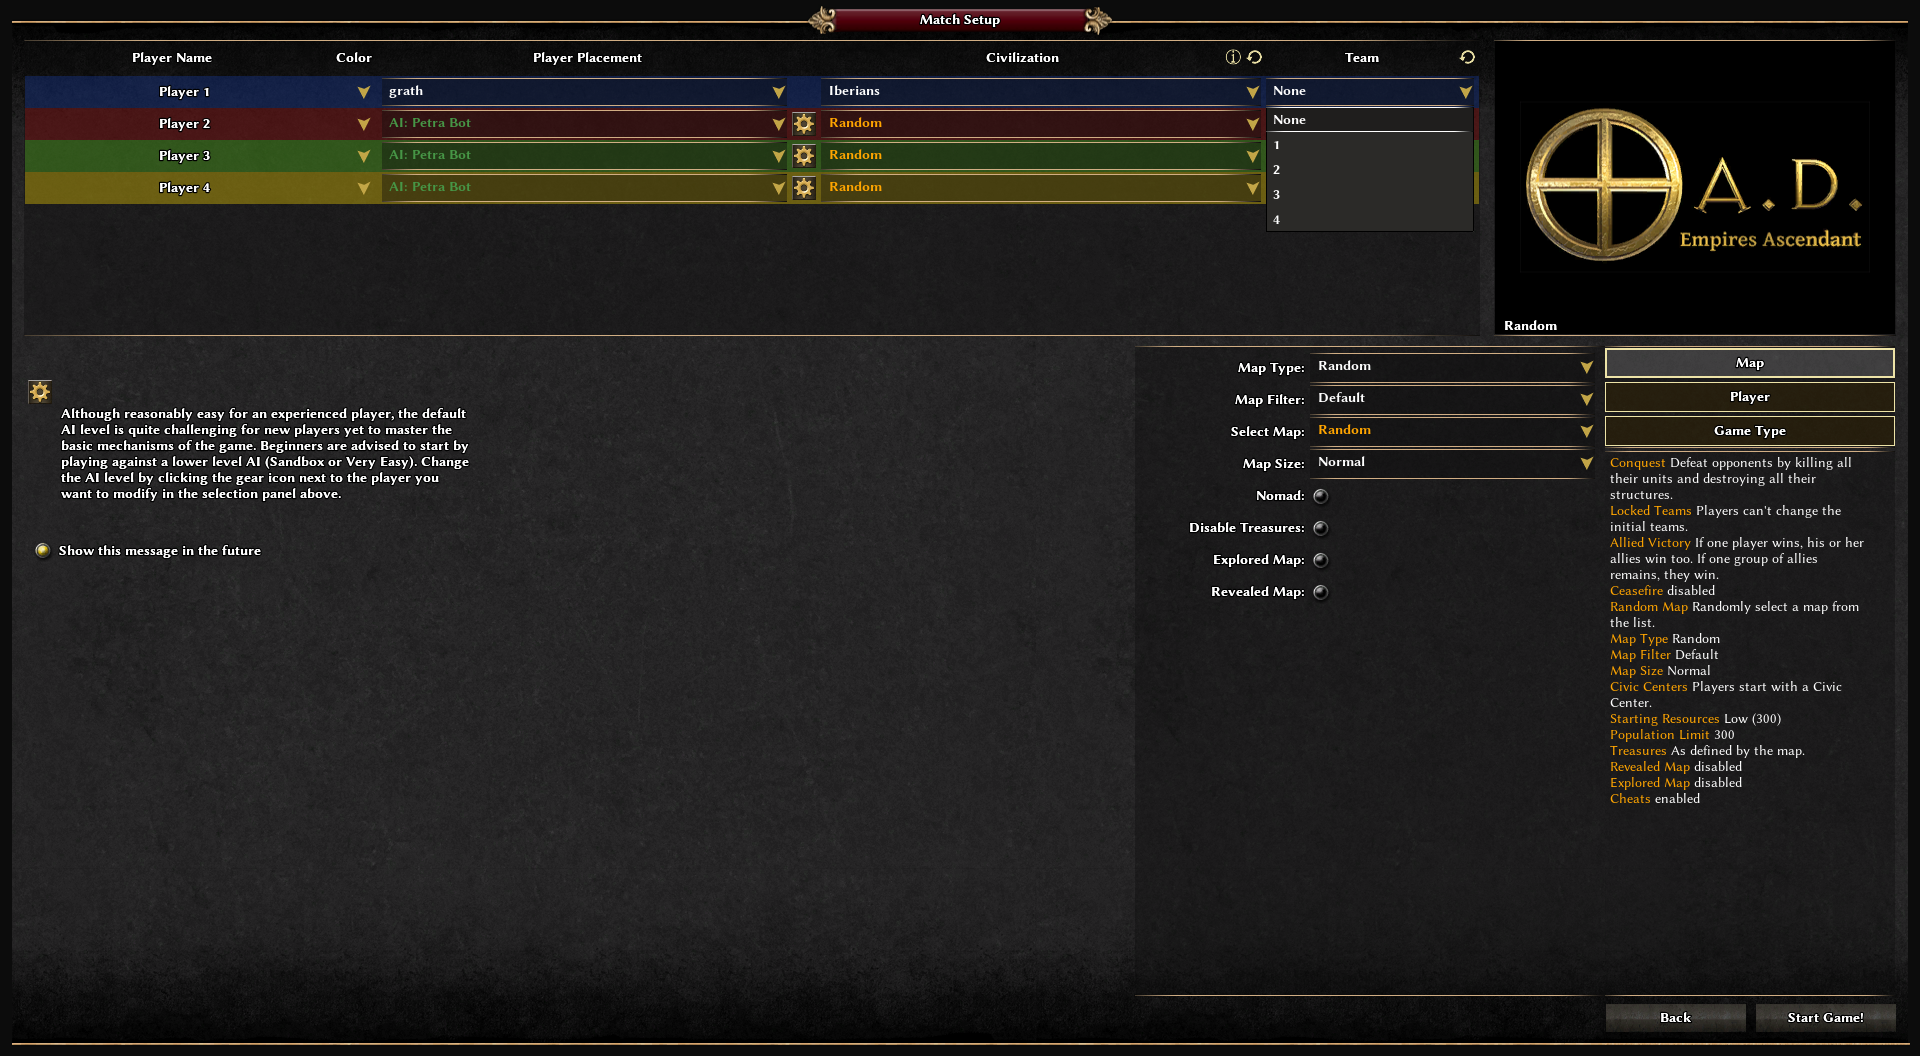 Match Setup
Player Name Color Player Placement Civilization Team
Player 1 grath Iberians None
Player 2 AI: Petra Bot Random
Player 3 AI: Petra Bot Random
Player 4 AI: Petra Bot Random
None
1
2
3
4
A. D.
Empires Ascendant
Random
Although reasonably easy for an experienced player, the default
AI level is quite challenging for new players yet to master the
basic mechanisms of the game. Beginners are advised to start by
playing against a lower level AI (Sandbox or Very Easy). Change
the AI level by clicking the gear icon next to the player you
want to modify in the selection panel above.
Show this message in the future
Map Type: Random
Map Filter: Default
Select Map: Random
Map Size: Normal
Nomad:
Disable Treasures:
Explored Map:
Revealed Map:
Map
Player
Game Type
Conquest Defeat opponents by killing all
their units and destroying all their
structures.
Locked Teams Players can't change the
initial teams.
Allied Victory If one player wins, his or her
allies win too. If one group of allies
remains, they win.
Ceasefire disabled
Random Map Randomly select a map from
the list.
Map Type Random
Map Filter Default
Map Size Normal
Civic Centers Players start with a Civic
Center.
Starting Resources Low (300)
Population Limit 300
Treasures As defined by the map.
Revealed Map disabled
Explored Map disabled
Cheats enabled
Back
Start Game!